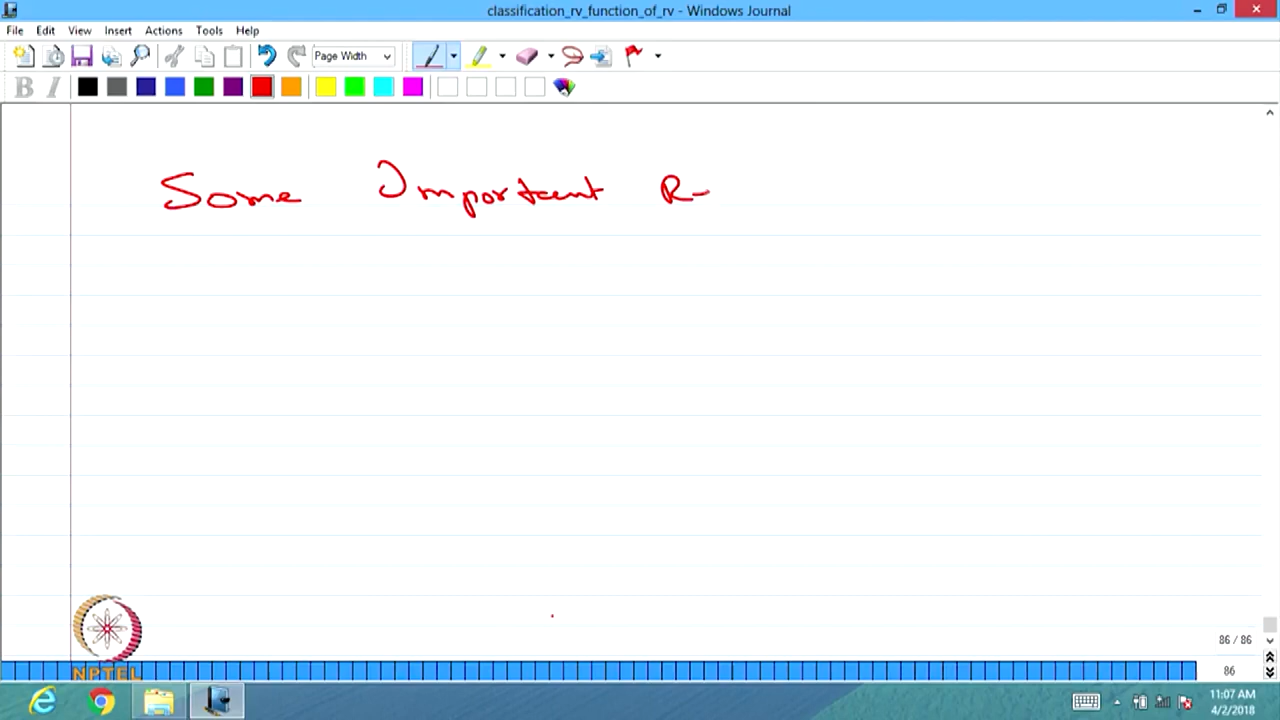 classification_rv_function_of_rv - Windows Journal
File Edit View Insert Actions Tools Help
Page Width
B I
Some Important R
86 / 86
NPTEL
86
11:07 AM
4/2/2018